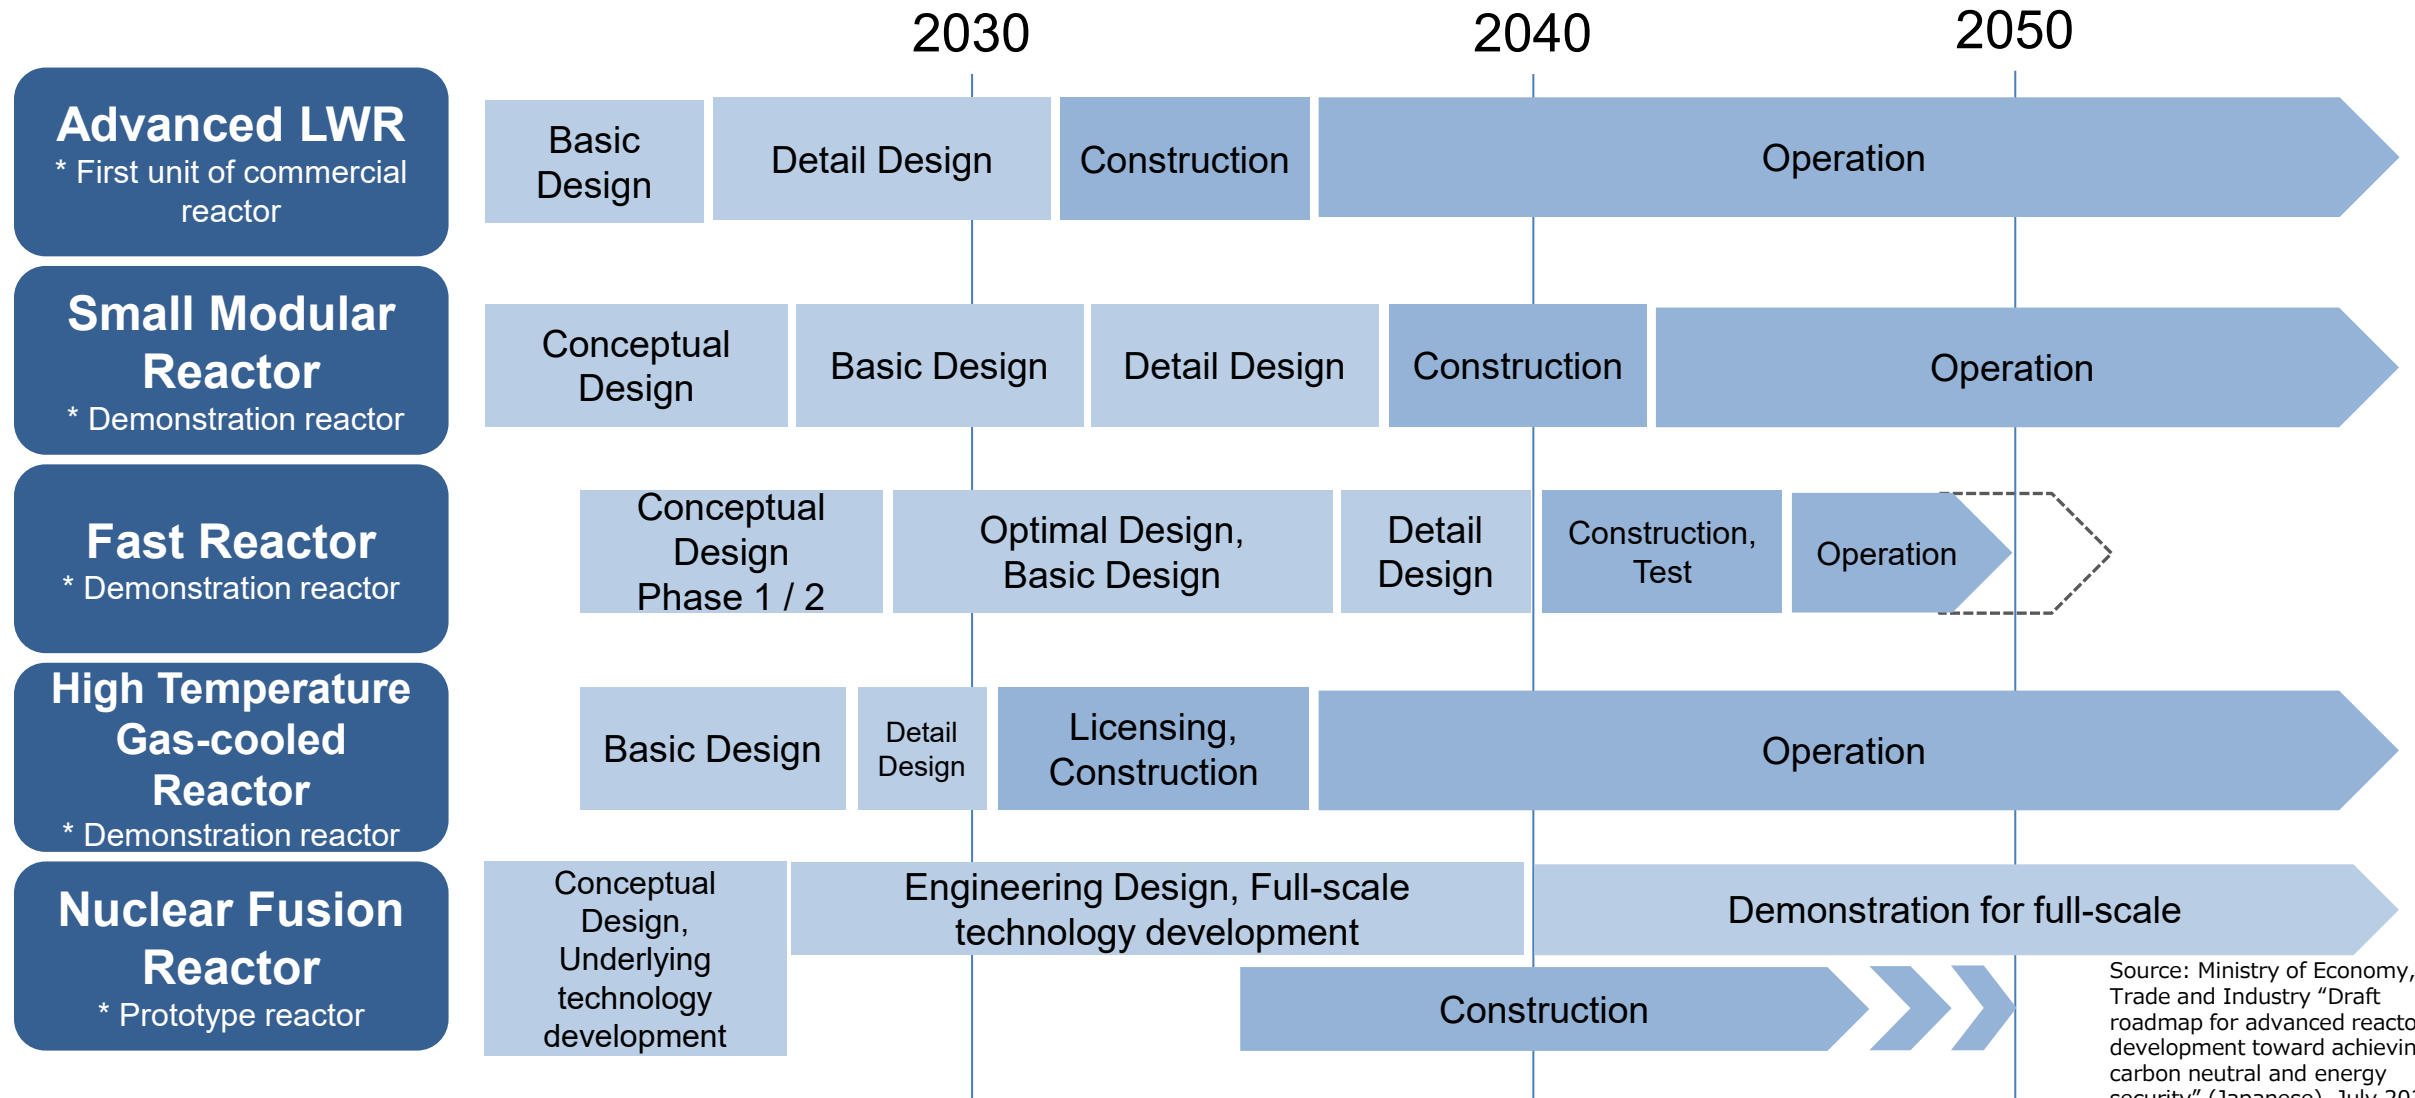 2030
2040
2050
Advanced LWR
* First unit of commercial
reactor
Basic
Design
Detail Design
Construction
Operation
Small Modular
Reactor
* Demonstration reactor
Conceptual
Design
Basic Design
Detail Design
Construction
Operation
Fast Reactor
* Demonstration reactor
Conceptual
Design
Phase 1 / 2
Optimal Design,
Basic Design
Detail
Design
Construction,
Test
Operation
High Temperature
Gas-cooled
Reactor
* Demonstration reactor
Basic Design
Detail
Design
Licensing,
Construction
Operation
Nuclear Fusion
Reactor
* Prototype reactor
Conceptual
Design,
Underlying
technology
development
Engineering Design, Full-scale
technology development
Demonstration for full-scale
Construction
Source: Ministry of Economy,
Trade and Industry “Draft
roadmap for advanced
development toward
carbon neutral and energy
security” (Japanese), July